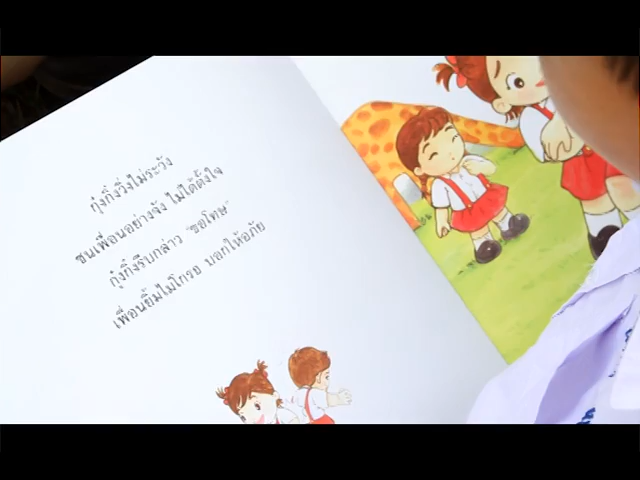 กุ๋งกิ๋งวิ่งไม่ระวัง
ชนเพื่อนอย่างจัง ไม่ได้ตั้งใจ
กุ๋งกิ๋งรีบกล่าว "ขอโทษ"
เพื่อนยิ้มไม่โกรธ บอกให้อภัย